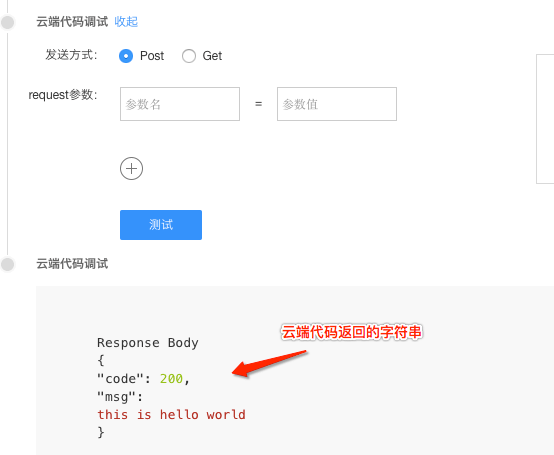 云端代码调试 收起
发送方式： Post Get
request参数： 参数名 = 参数值
测试
云端代码调试
云端代码返回的字符串
Response Body
{
"code": 200,
"msg":
this is hello world
}